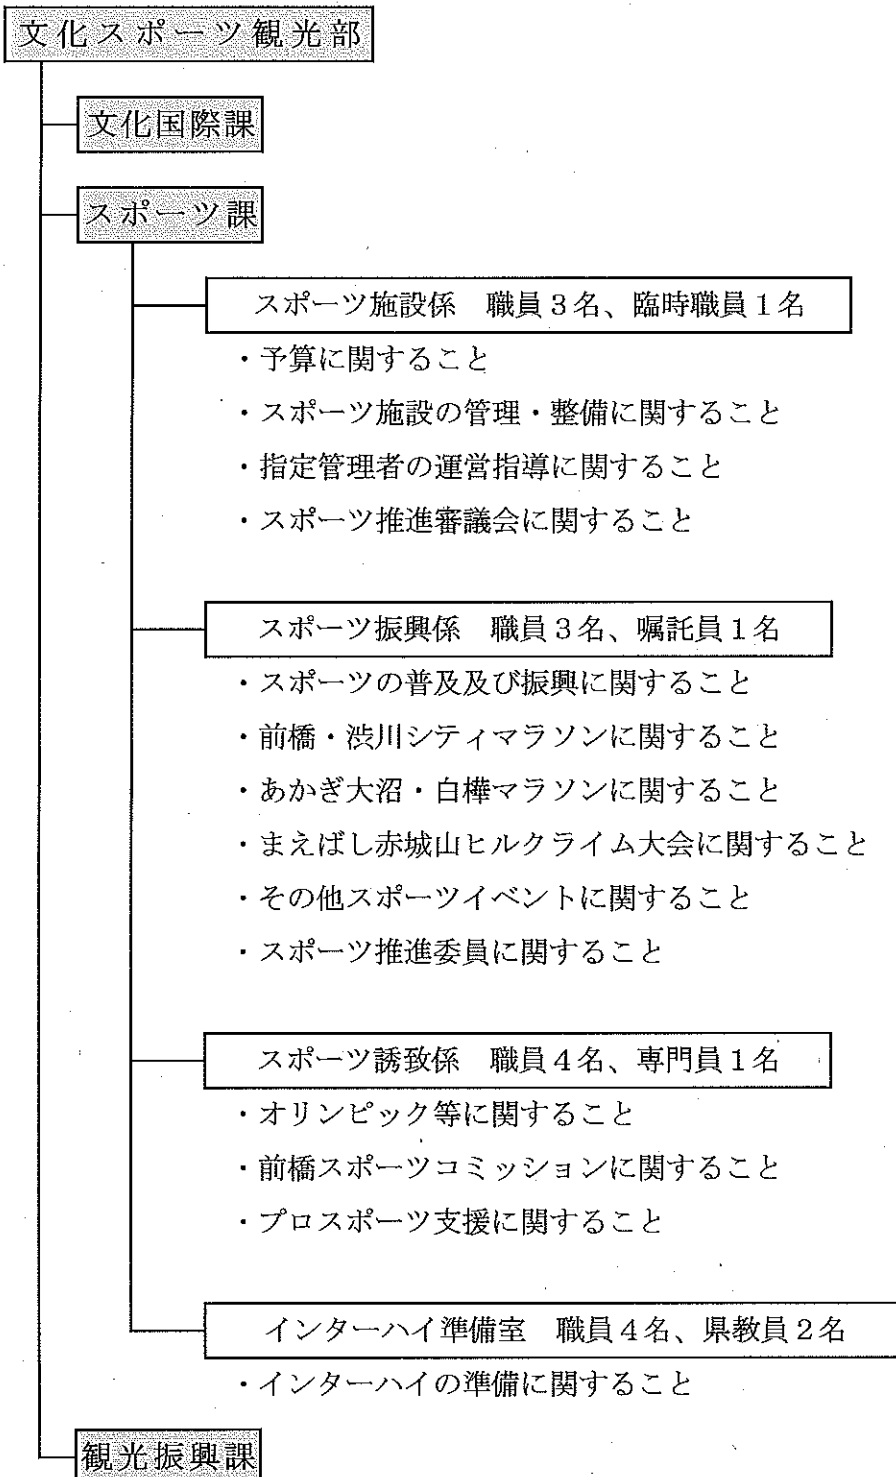 文化スポーツ観光部
文化国際課
スポーツ課
スポーツ施設係　職員３名、臨時職員１名
・予算に関すること
・スポーツ施設の管理・整備に関すること
・指定管理者の運営指導に関すること
・スポーツ推進審議会に関すること
スポーツ振興係　職員３名、嘱託員１名
・スポーツの普及及び振興に関すること
・前橋・渋川シティマラソンに関すること
・あかぎ大沼・白樺マラソンに関すること
・まえばし赤城山ヒルクライム大会に関すること
・その他スポーツイベントに関すること
・スポーツ推進委員に関すること
スポーツ誘致係　職員４名、専門員１名
・オリンピック等に関すること
・前橋スポーツコミッションに関すること
・プロスポーツ支援に関すること
インターハイ準備室　職員４名、県教員２名
・インターハイの準備に関すること
観光振興課